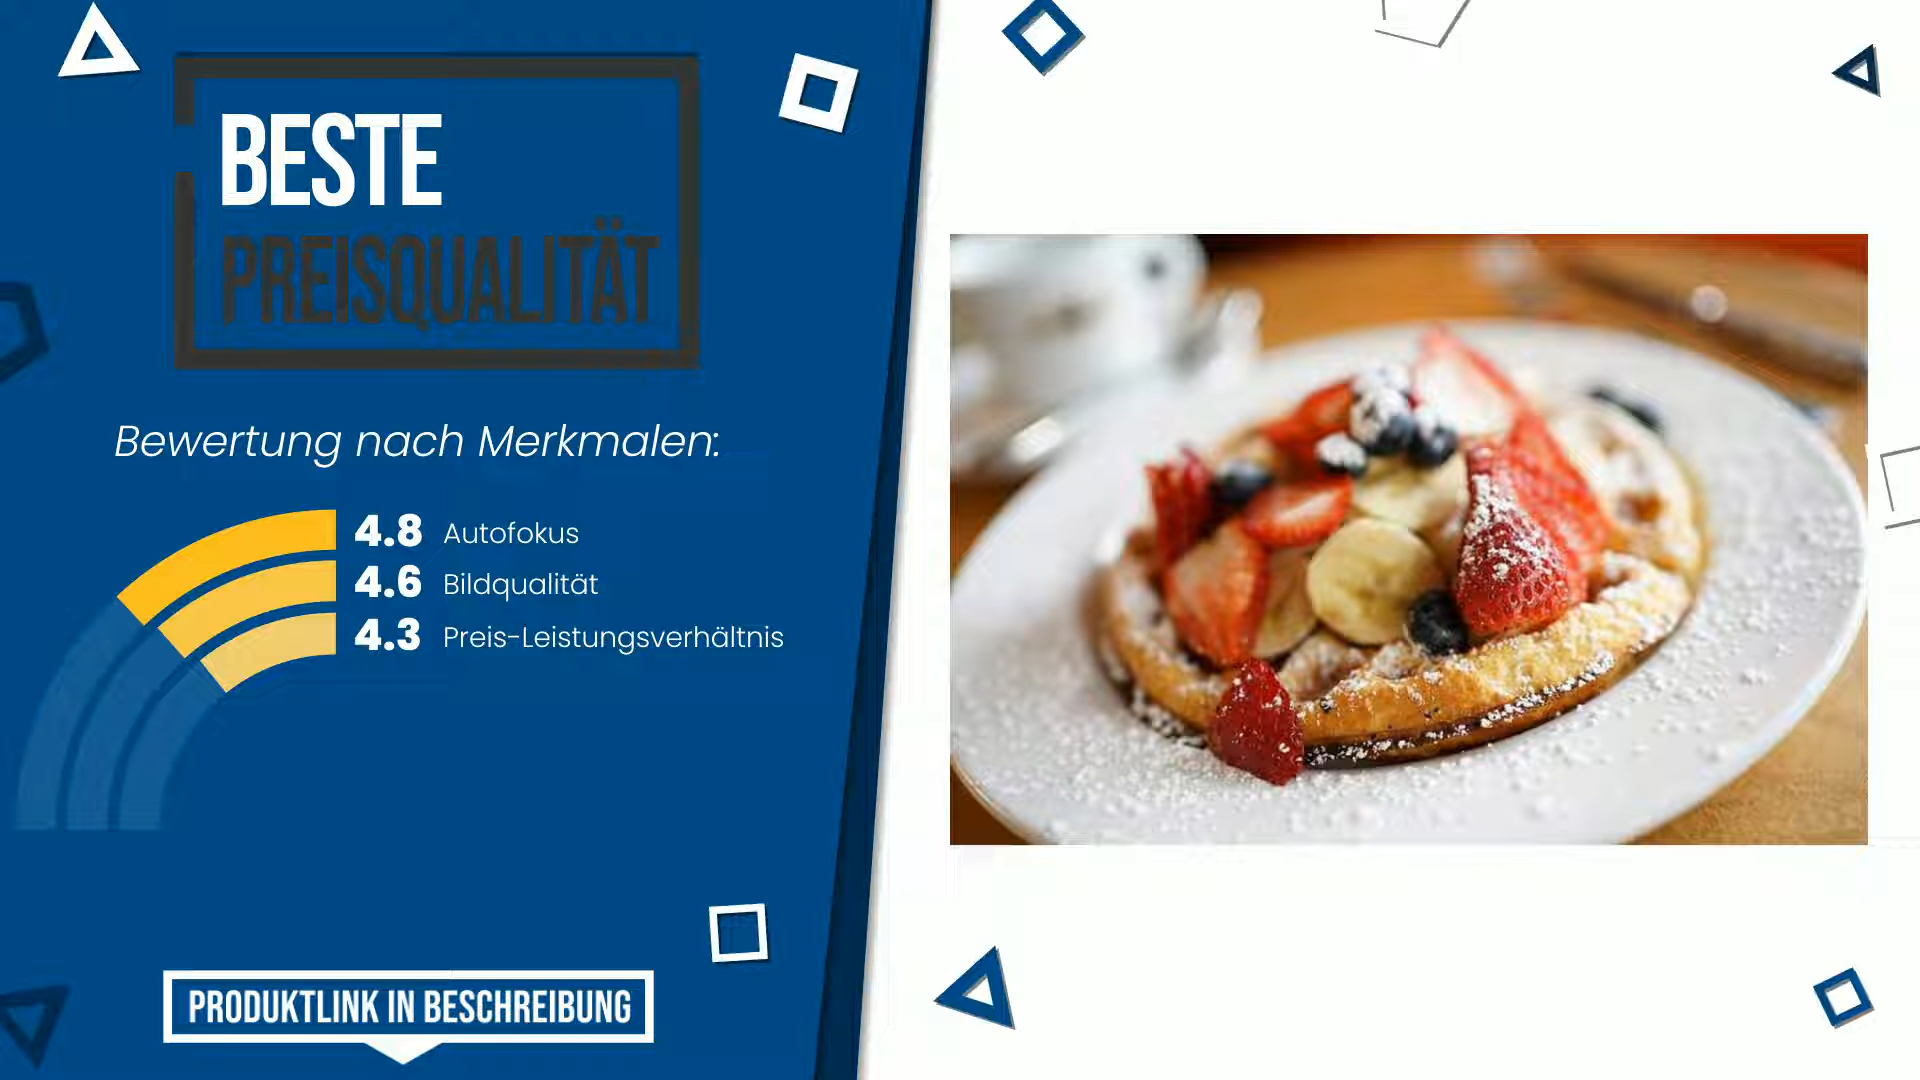 BESTE
PREISQUALITÄT
Bewertung nach Merkmalen:
4.8 Autofokus
4.6 Bildqualität
4.3 Preis-Leistungsverhältnis
PRODUKTLINK IN BESCHREIBUNG